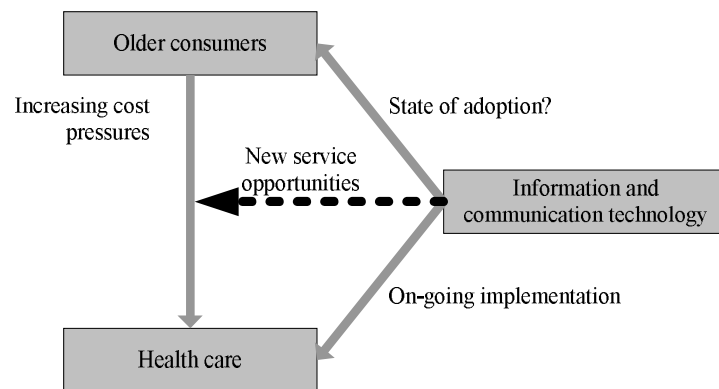 Older consumers
Increasing cost
pressures
State of adoption?
New service
opportunities
Information and
communication technology
On-going implementation
Health care